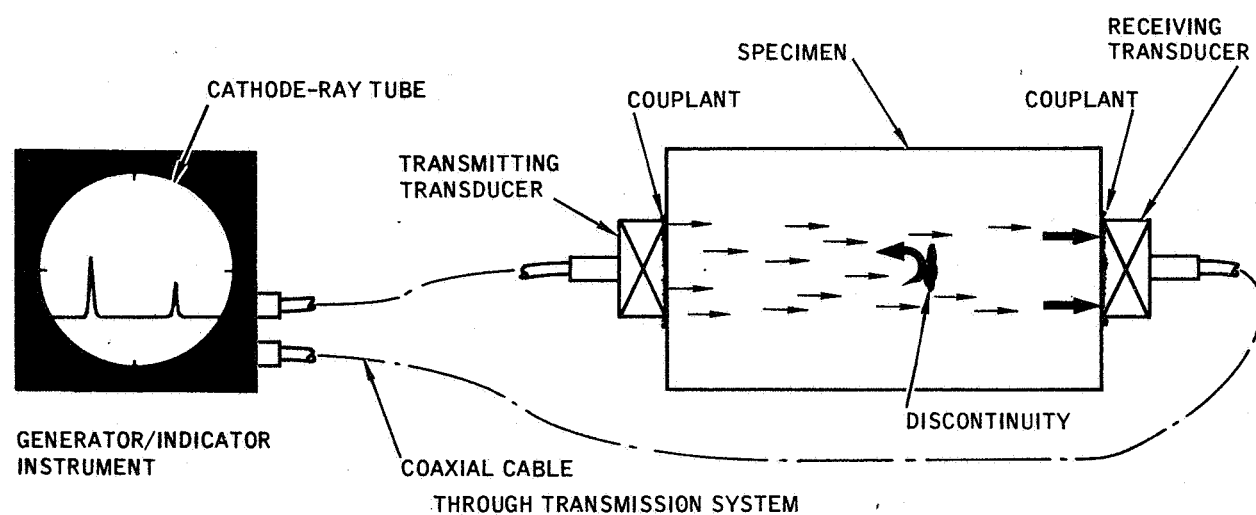 RECEIVING
TRANSDUCER
SPECIMEN
CATHODE-RAY TUBE
COUPLANT
COUPLANT
TRANSMITTING
TRANSDUCER
DISCONTINUITY
GENERATOR/INDICATOR
INSTRUMENT
COAXIAL CABLE
THROUGH TRANSMISSION SYSTEM